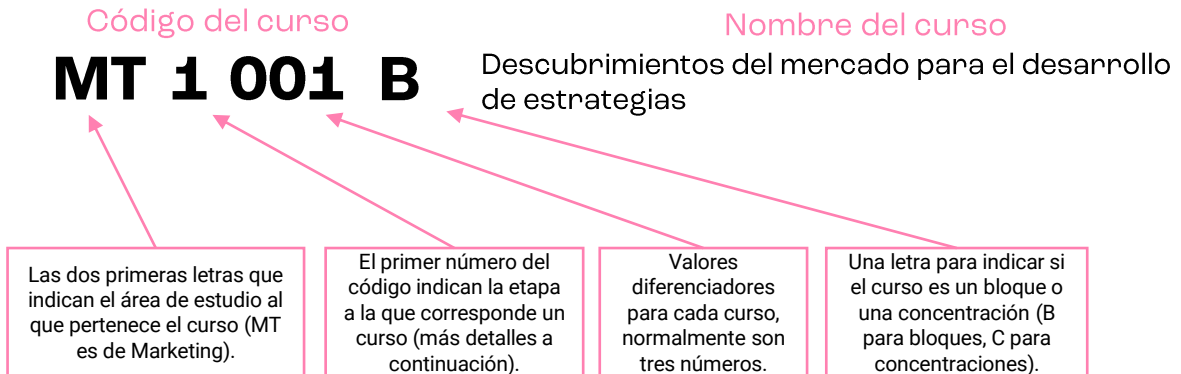 Código del curso
Nombre del curso
MT 1 001 B
Descubrimientos del mercado para el desarrollo
de estrategias
Las dos primeras letras que
indican el área de estudio al
que pertenece el curso (MT
es de Marketing).
El primer número del
código indican la etapa
a la que corresponde un
curso (más detalles a
continuación).
Valores
diferenciadores
para cada curso,
normalmente son
tres números.
Una letra para indicar si
el curso es un bloque o
una concentración (B
para bloques, C para
concentraciones).